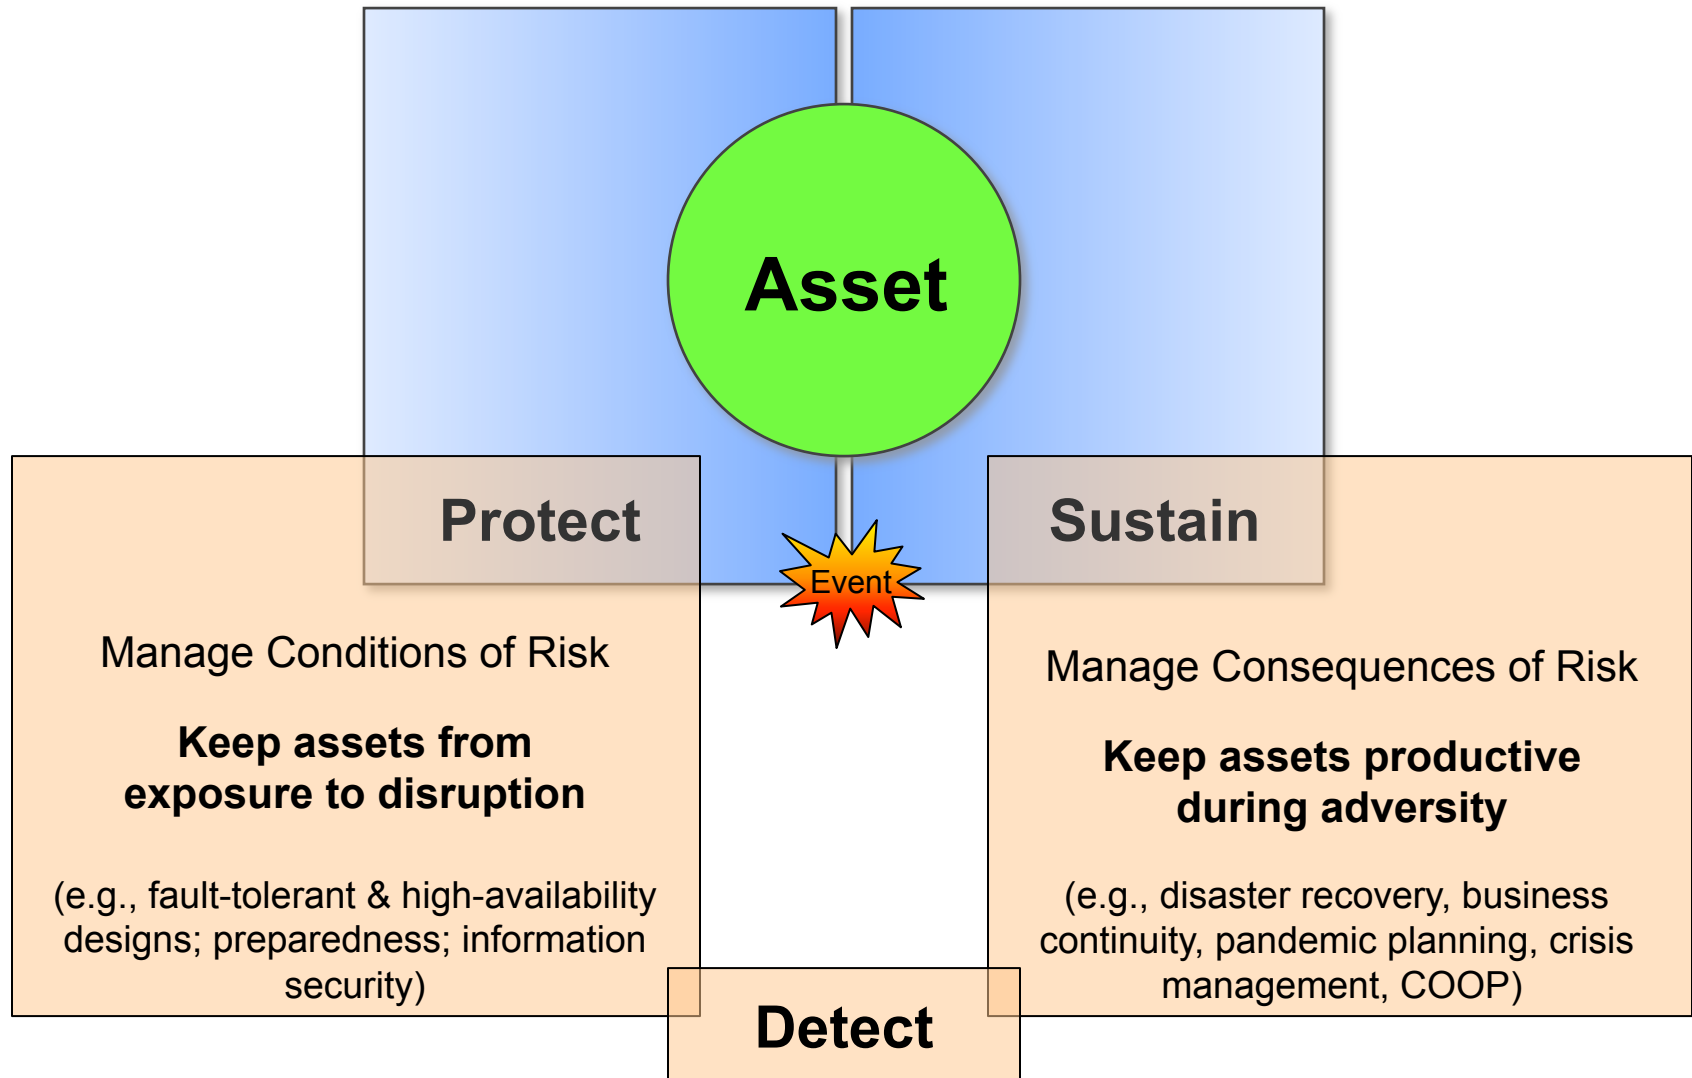 Asset
Protect
Manage Conditions of Risk
Keep assets from
exposure to disruption
(e.g., fault-tolerant & high-availability
designs; preparedness; information
security)
Event
Sustain
Manage Consequences of Risk
Keep assets productive
during adversity
(e.g., disaster recovery, business
continuity, pandemic planning, crisis
management, COOP)
Detect